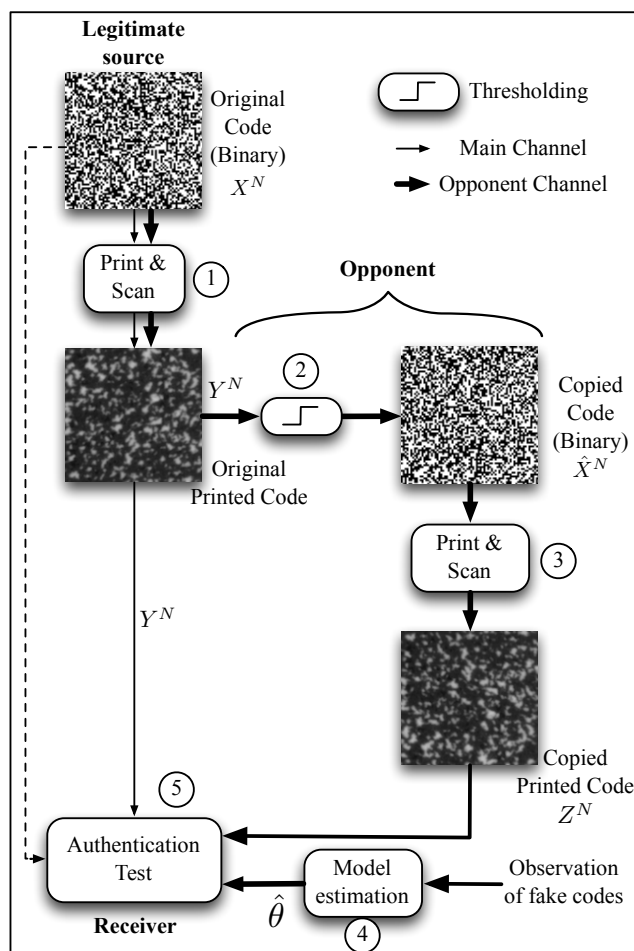 Legitimate
source
Original
Code
(Binary)
X^N
Thresholding
Main Channel
Opponent Channel
Print &
Scan
1
Opponent
Y^N
2
Original
Printed Code
Copied
Code
(Binary)
X̂^N
Print &
Scan
3
Y^N
Copied
Printed Code
Z^N
5
Authentication
Test
Receiver
θ̂
Model
estimation
4
Observation
of fake codes